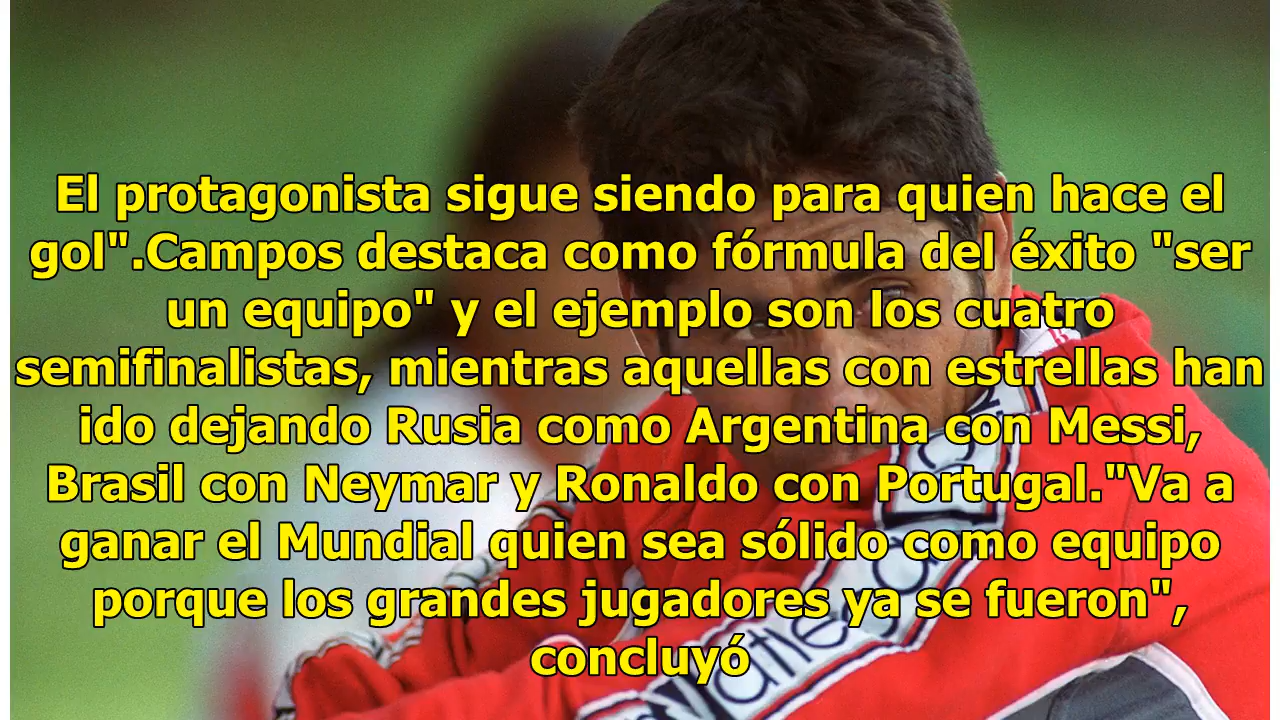 El protagonista sigue siendo para quien hace el
gol".Campos destaca como fórmula del éxito "ser
un equipo" y el ejemplo son los cuatro
semifinalistas, mientras aquellas con estrellas han
ido dejando Rusia como Argentina con Messi,
Brasil con Neymar y Ronaldo con Portugal."Va a
ganar el Mundial quien sea sólido como equipo
porque los grandes jugadores ya se fueron",
concluyó